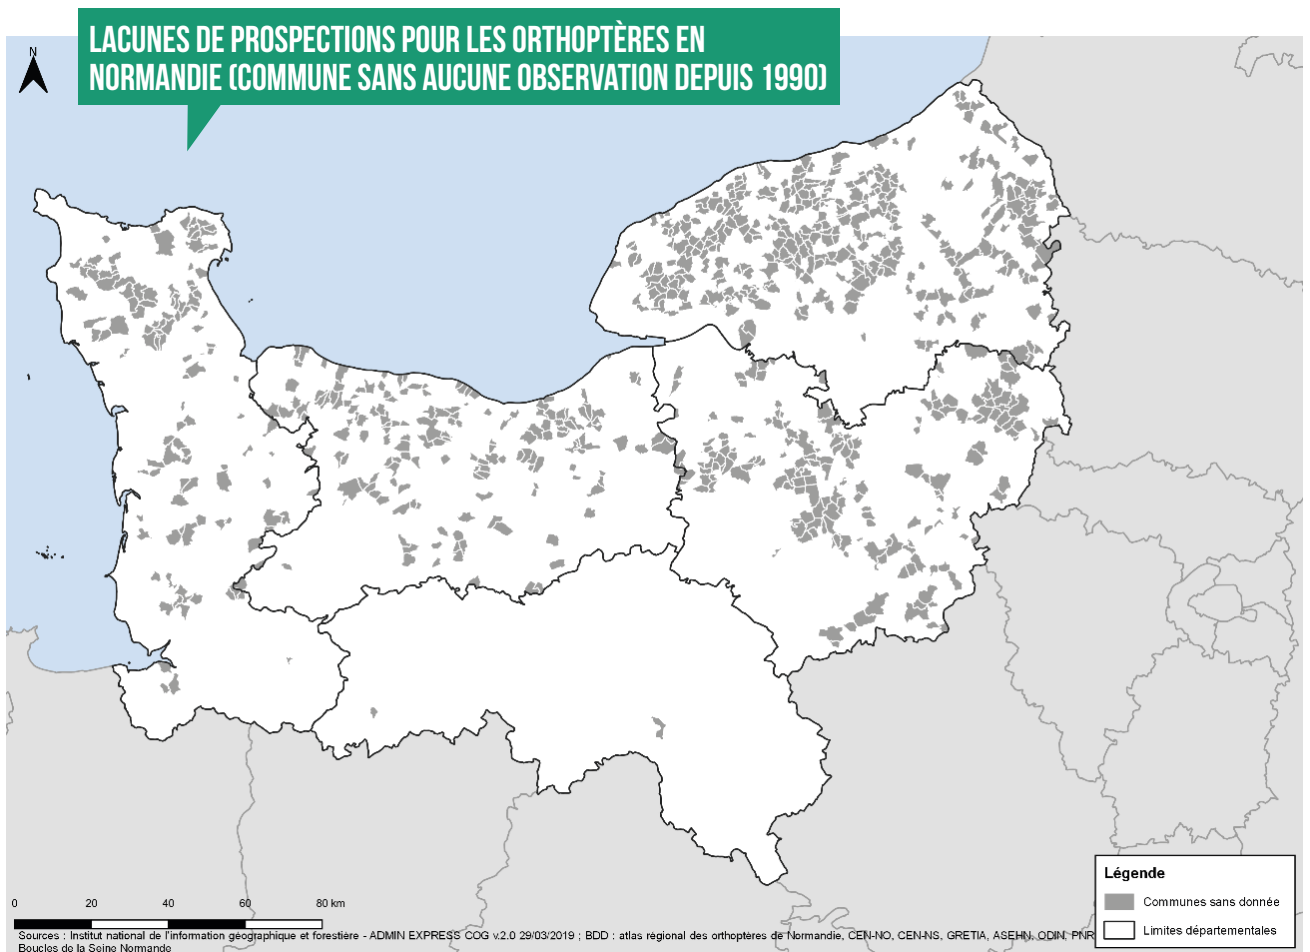 LACUNES DE PROSPECTIONS POUR LES ORTHOPTÈRES EN
NORMANDIE (COMMUNE SANS AUCUNE OBSERVATION DEPUIS 1990)
N
Légende
Communes sans donnée
Limites départementales
0 20 40 60 80 km
Sources : Institut national de l'information géographique et forestière - ADMIN EXPRESS COG v.2.0 29/03/2019 ; BDD : atlas régional des orthoptères de Normandie, CEN-NO, CEN-NS, GRETIA, ASEHN, ODIN, PNR
Boucles de la Seine Normande